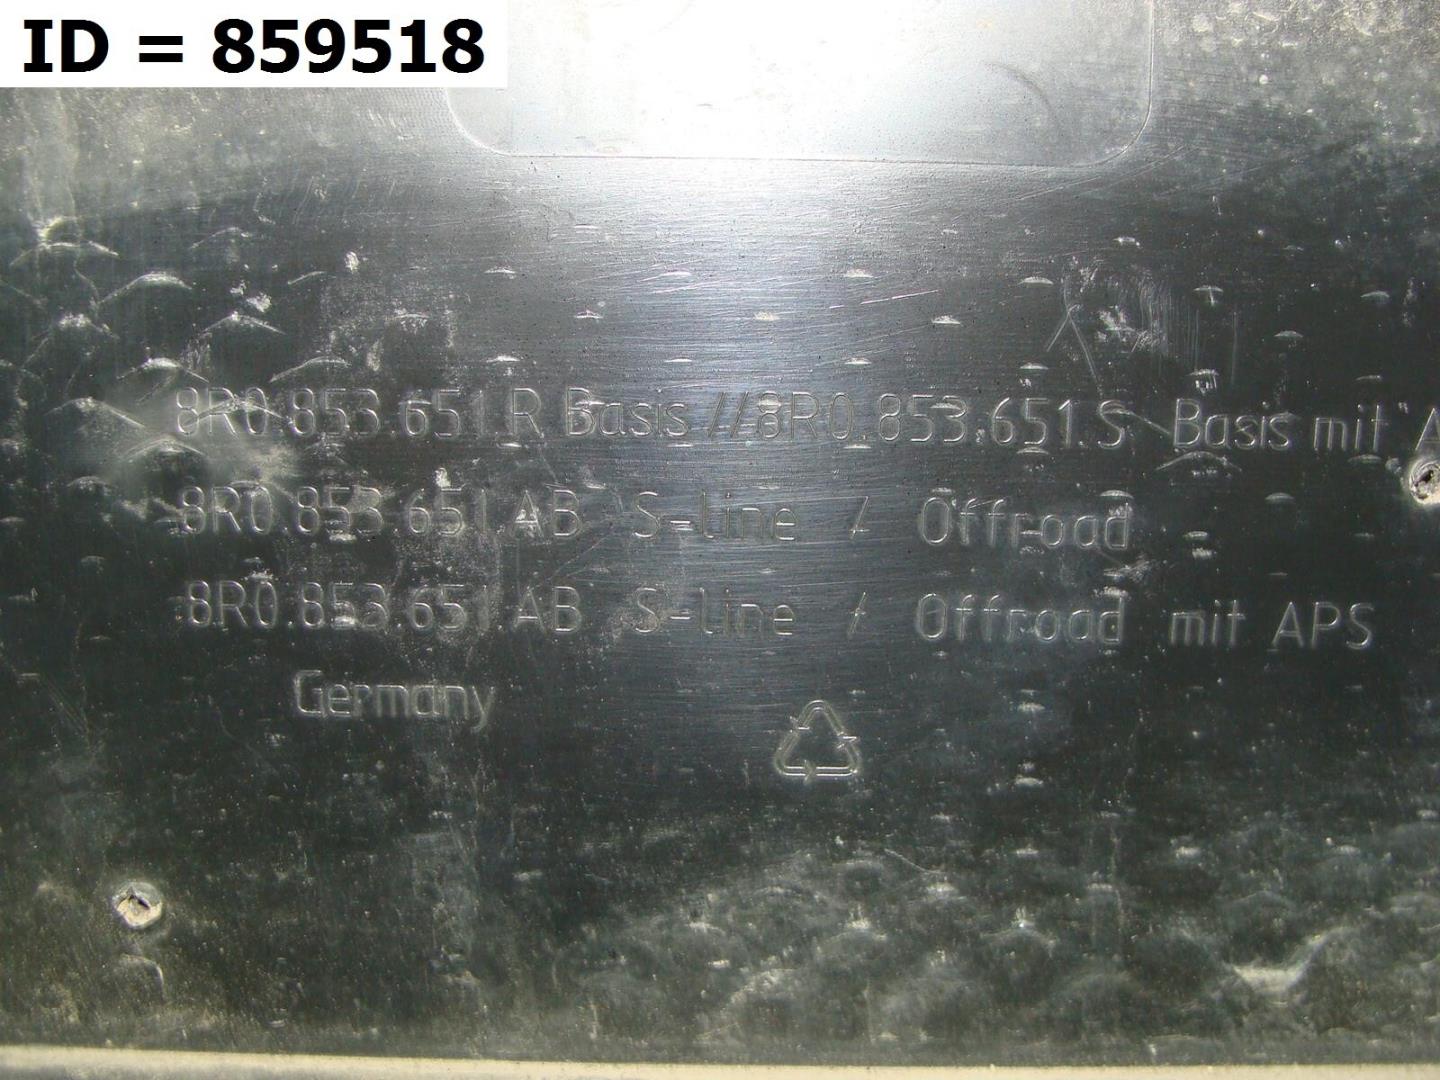 ID = 859518
8R0.853.651.R Basis // 8R0.853.651.S Basis mit A
8R0.853.651.AB S-line / Offroad
8R0.853.651.AB S-line / Offroad mit APS
Germany